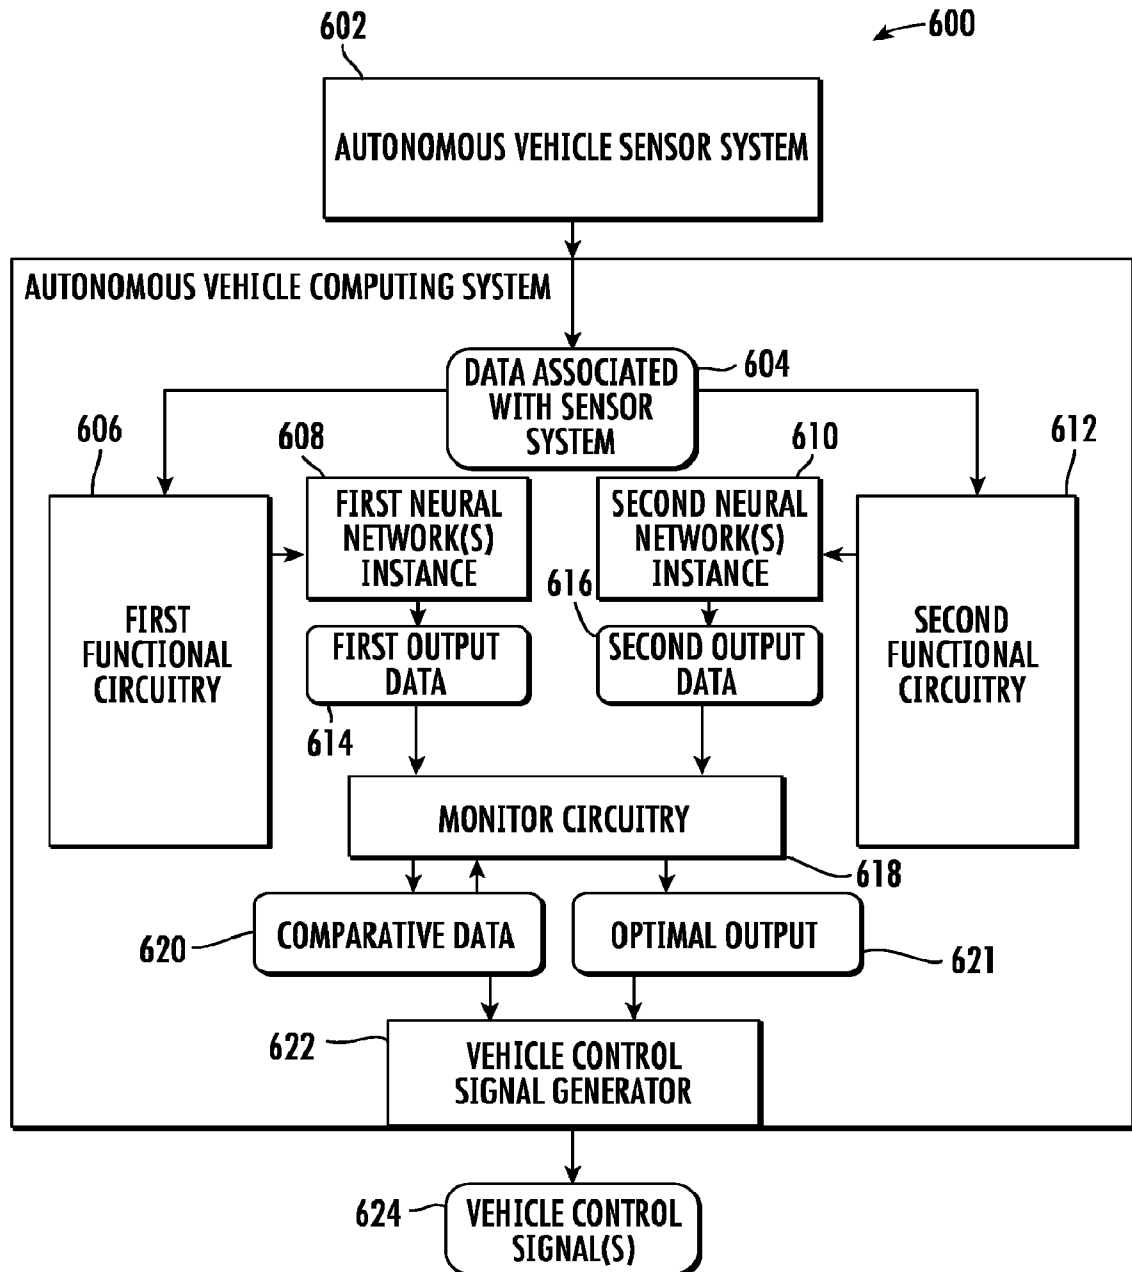 602
600
AUTONOMOUS VEHICLE SENSOR SYSTEM
AUTONOMOUS VEHICLE COMPUTING SYSTEM
DATA ASSOCIATED
WITH SENSOR
SYSTEM
604
606
608
610
612
FIRST NEURAL
NETWORK(S)
INSTANCE
SECOND NEURAL
NETWORK(S)
INSTANCE
FIRST
FUNCTIONAL
CIRCUITRY
616
SECOND
FUNCTIONAL
CIRCUITRY
FIRST OUTPUT
DATA
SECOND OUTPUT
DATA
614
MONITOR CIRCUITRY
618
COMPARATIVE DATA
OPTIMAL OUTPUT
620
621
622
VEHICLE CONTROL
SIGNAL GENERATOR
624
VEHICLE CONTROL
SIGNAL(S)